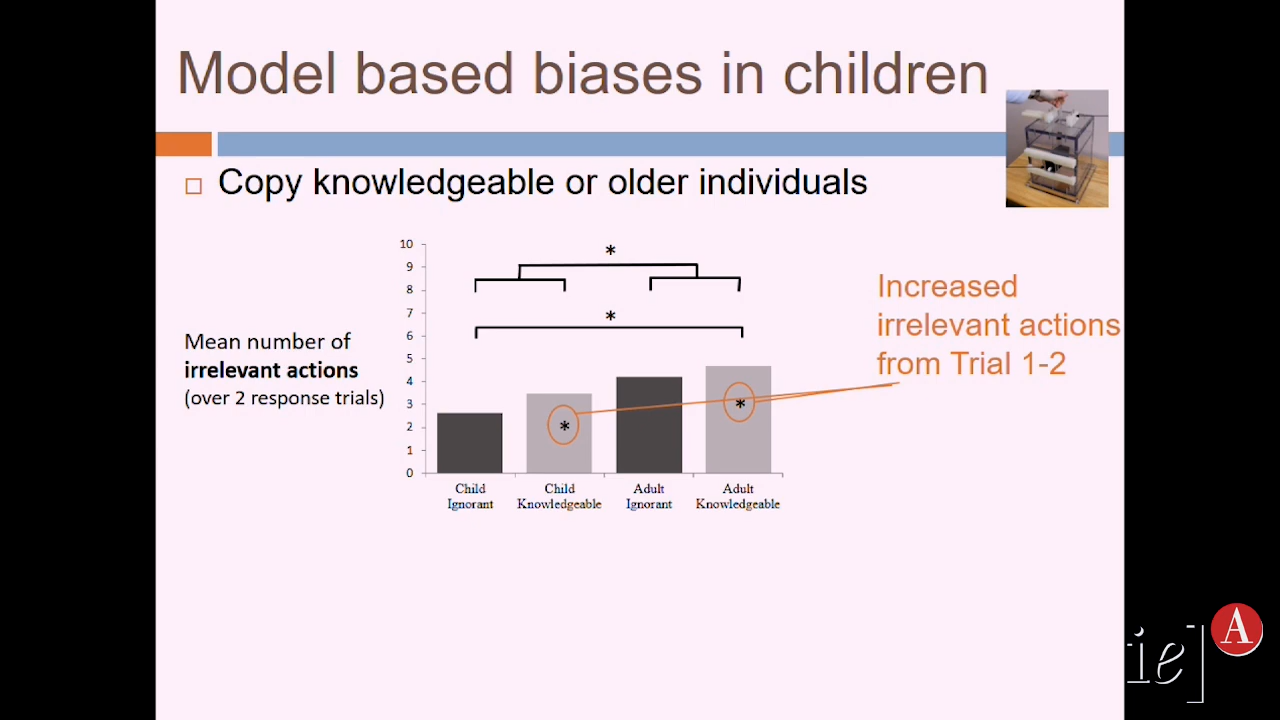 Model based biases in children
Copy knowledgeable or older individuals
10
9
8
7
6
5
4
3
2
1
0
*
*
*
*
Mean number of
irrelevant actions
(over 2 response trials)
Child
Ignorant
Child
Knowledgeable
Adult
Ignorant
Adult
Knowledgeable
Increased
irrelevant actions
from Trial 1-2
ie]
A